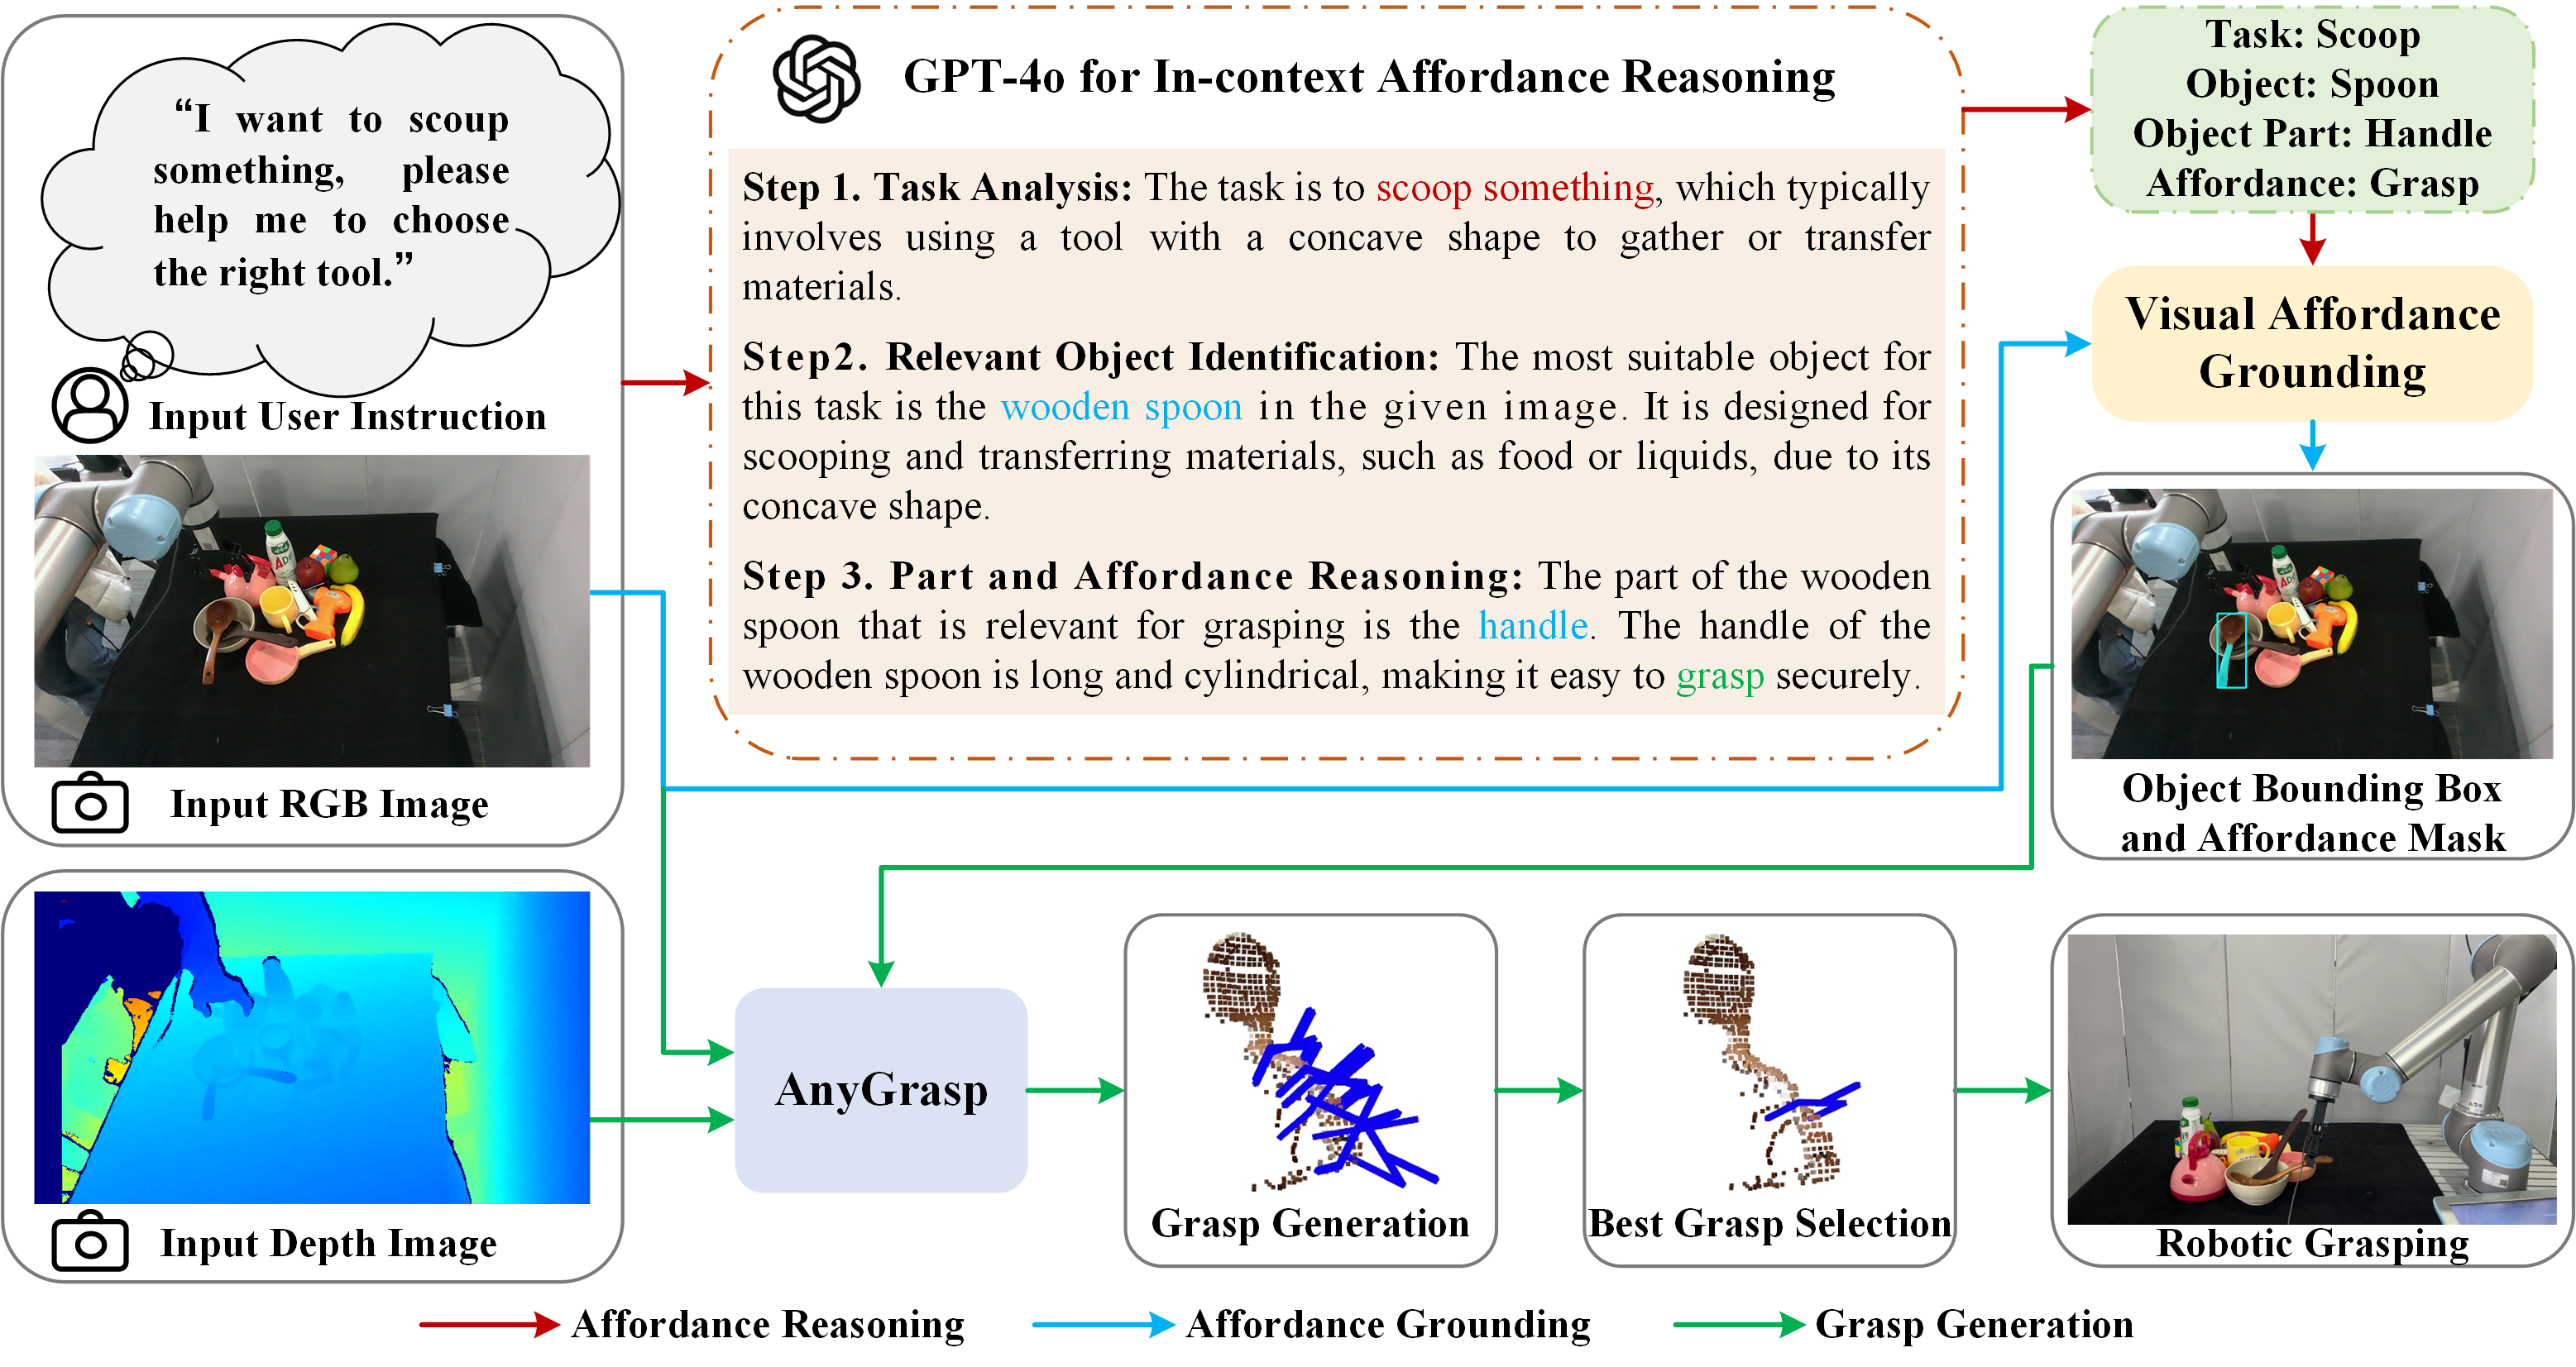 “I want to scoup
something, please
help me to choose
the right tool.”
Input User Instruction
Input RGB Image
Input Depth Image
GPT-4o for In-context Affordance Reasoning
Step 1. Task Analysis: The task is to scoop something, which typically
involves using a tool with a concave shape to gather or transfer
materials.
Step2. Relevant Object Identification: The most suitable object for
this task is the wooden spoon in the given image. It is designed for
scooping and transferring materials, such as food or liquids, due to its
concave shape.
Step 3. Part and Affordance Reasoning: The part of the wooden
spoon that is relevant for grasping is the handle. The handle of the
wooden spoon is long and cylindrical, making it easy to grasp securely.
Task: Scoop
Object: Spoon
Object Part: Handle
Affordance: Grasp
Visual Affordance
Grounding
Object Bounding Box
and Affordance Mask
AnyGrasp
Grasp Generation
Best Grasp Selection
Robotic Grasping
Affordance Reasoning
Affordance Grounding
Grasp Generation